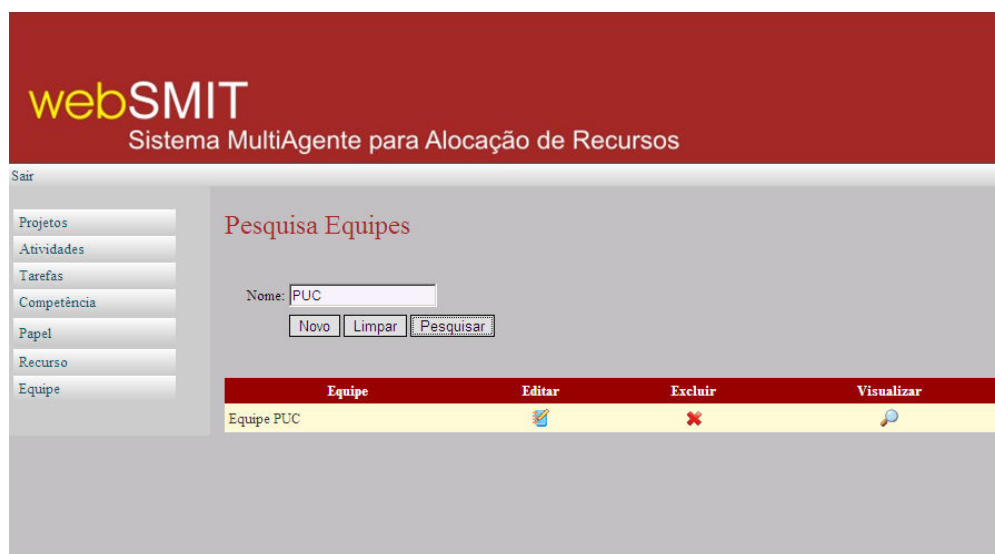 webSMIT
Sistema MultiAgente para Alocação de Recursos
Sair
Projetos
Atividades
Tarefas
Competência
Papel
Recurso
Equipe
Pesquisa Equipes
Nome: PUC
Novo Limpar Pesquisar
Equipe Editar Excluir Visualizar
Equipe PUC